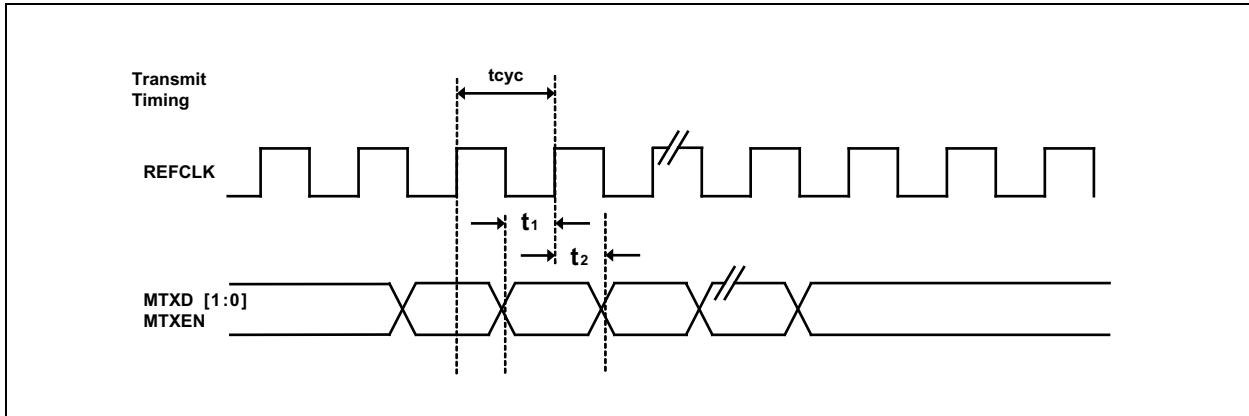 Transmit
Timing
tcyc
REFCLK
t1
t2
MTXD [1:0]
MTXEN